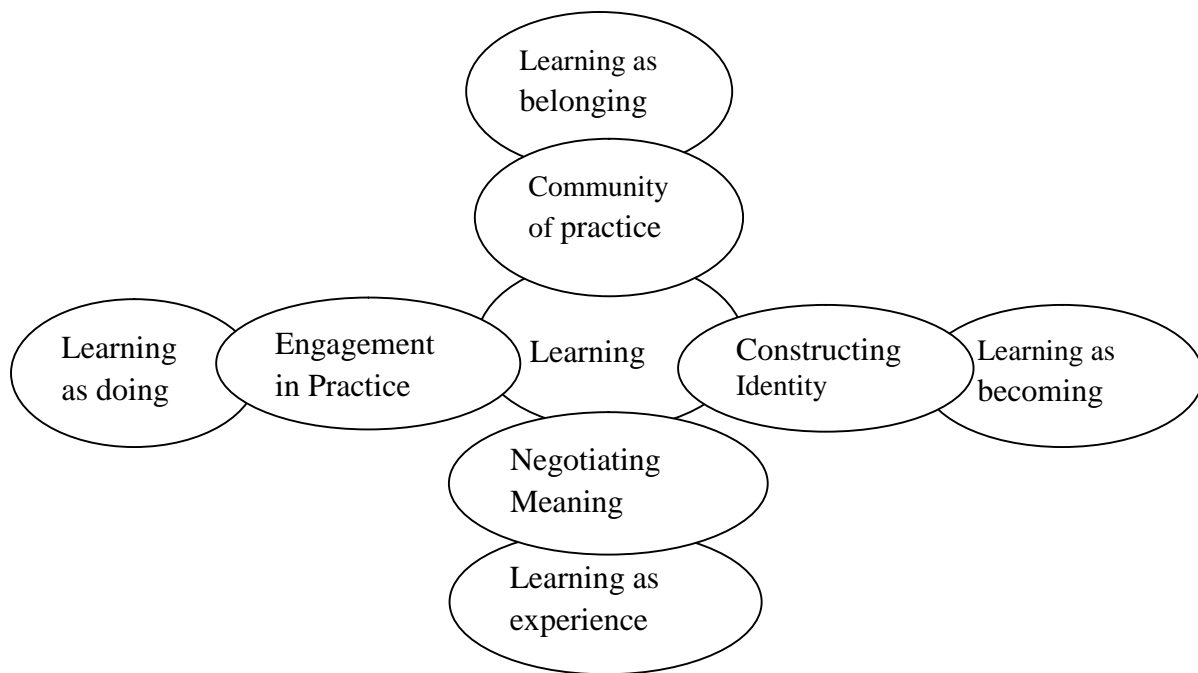 Learning as
belonging
Community
of practice
Learning
as doing
Engagement
in Practice
Learning
Constructing
Identity
Learning as
becoming
Negotiating
Meaning
Learning as
experience